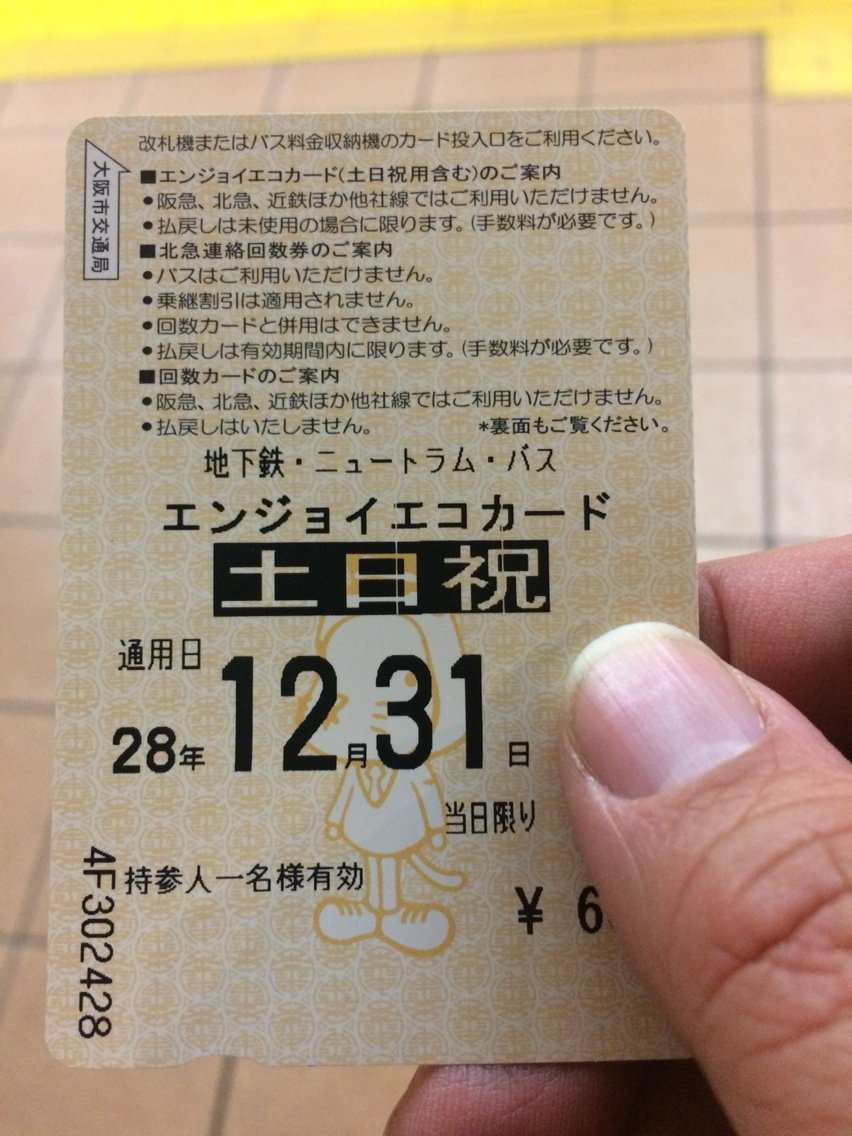 改札機またはバス料金収納機のカード投入口をご利用ください。
大阪市交通局
■エンジョイエコカード(土日祝用含む)のご案内
●阪急、北急、近鉄ほか他社線ではご利用いただけません。
●払戻しは未使用の場合に限ります。(手数料が必要です。)
■北急連絡回数券のご案内
●バスはご利用いただけません。
●乗継割引は適用されません。
●回数カードと併用はできません。
●払戻しは有効期間内に限ります。(手数料が必要です。)
■回数カードのご案内
●阪急、北急、近鉄ほか他社線ではご利用いただけません。
●払戻しはいたしません。 *裏面もご覧ください。
地下鉄・ニュートラム・バス
エンジョイエコカード
土日祝
通用日
28年12月31日
当日限り
持参人一名様有効
¥ 6
4F302428